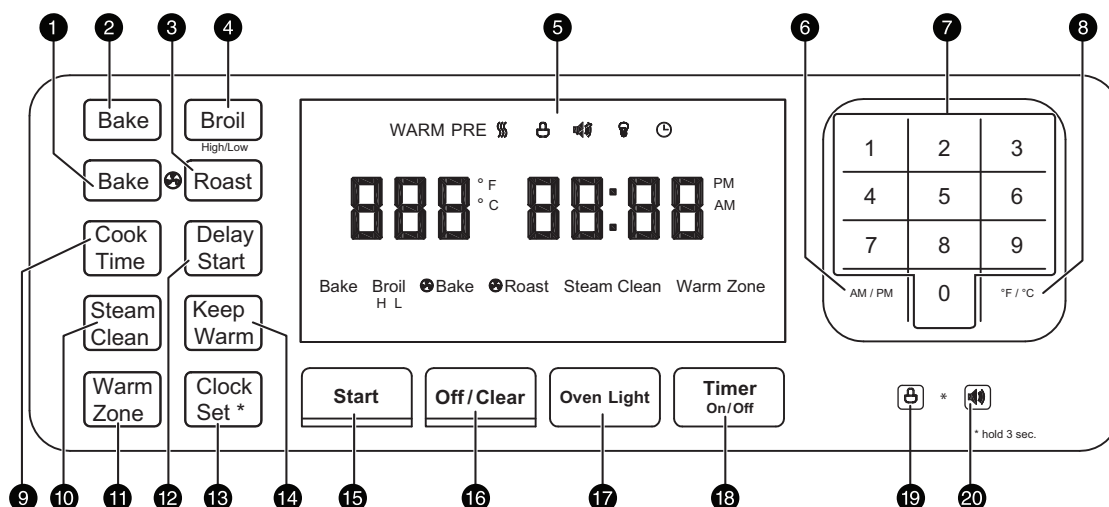 1 2 3 4 5 6 7 8
Bake Broil
High/Low
Bake Roast
Cook Time
Delay Start
Steam Clean
Keep Warm
Warm Zone
Clock Set *
WARM PRE
888 °F °C 88:88 PM AM
Bake Broil Bake Roast Steam Clean Warm Zone
H L
Start Off/Clear Oven Light Timer
On/Off
1 2 3
4 5 6
7 8 9
AM / PM 0 °F / °C
*
* hold 3 sec.
9 10 11 12 13 14 15 16 17 18 19 20